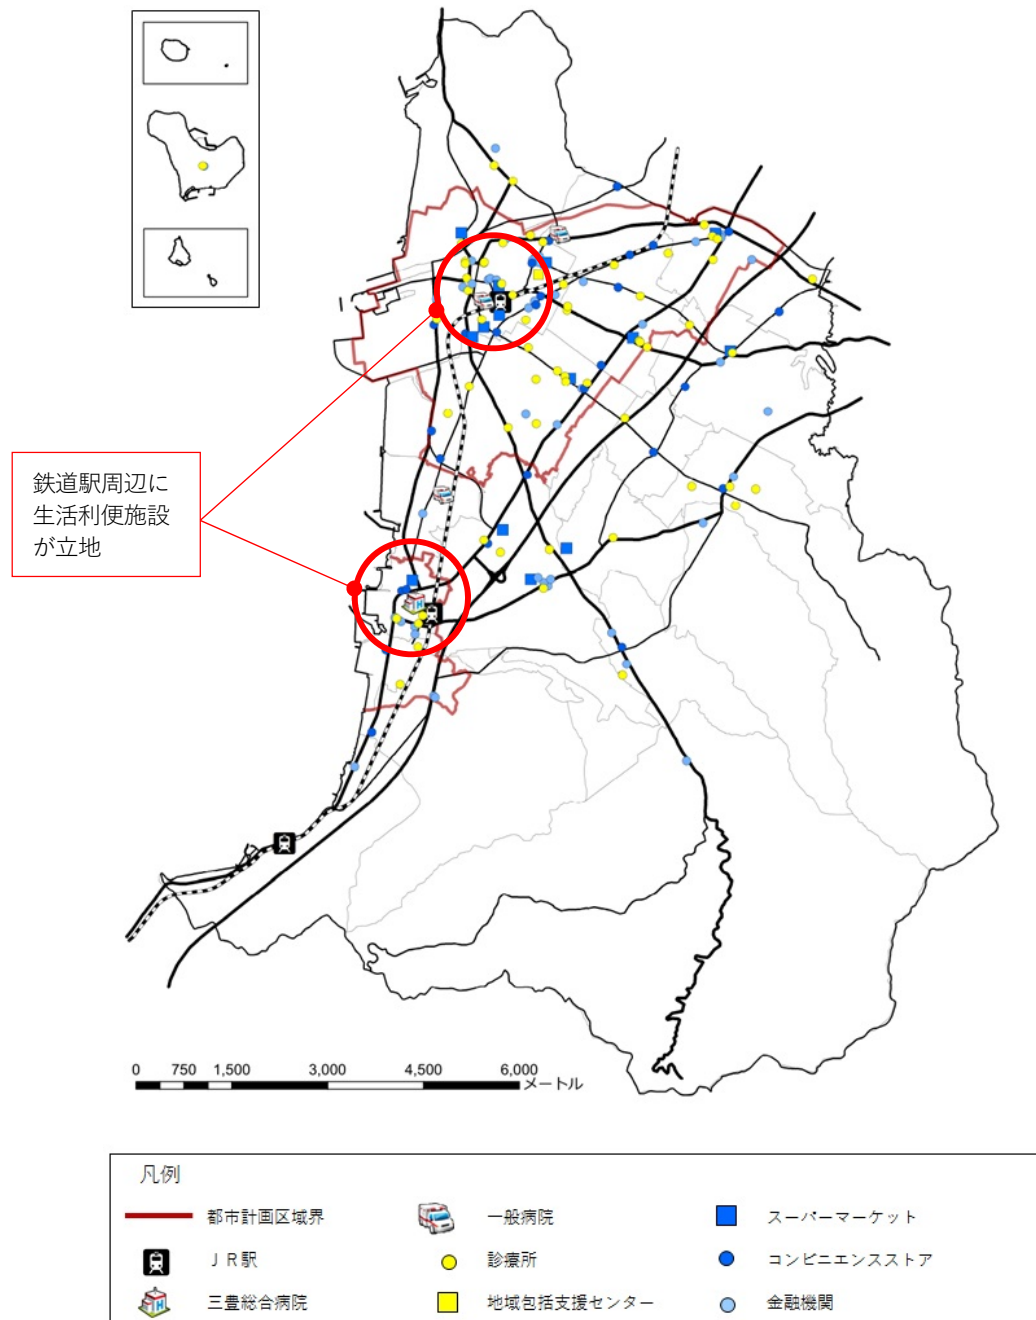 鉄道駅周辺に
生活利便施設
が立地
0 750 1,500 3,000 4,500 6,000
メートル
凡例
都市計画区域界
一般病院
スーパーマーケット
ＪＲ駅
診療所
コンビニエンスストア
三豊総合病院
地域包括支援センター
金融機関